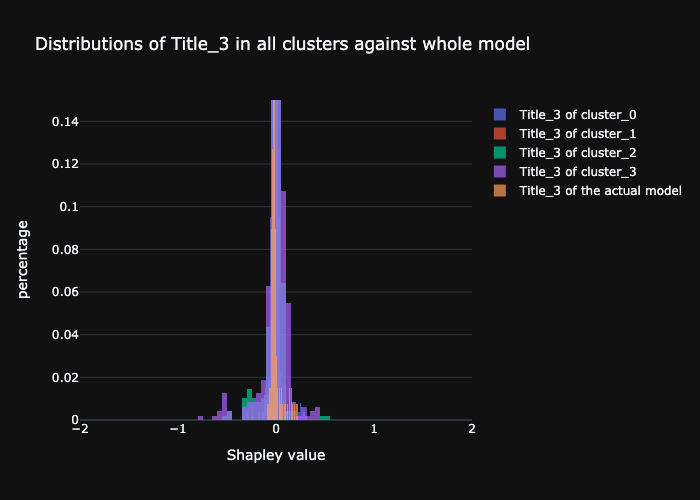 Distributions of Title_3 in all clusters against whole model
percentage
0.14
0.12
0.1
0.08
0.06
0.04
0.02
0
−2
−1
0
1
2
Shapley value
Title_3 of cluster_0
Title_3 of cluster_1
Title_3 of cluster_2
Title_3 of cluster_3
Title_3 of the actual model